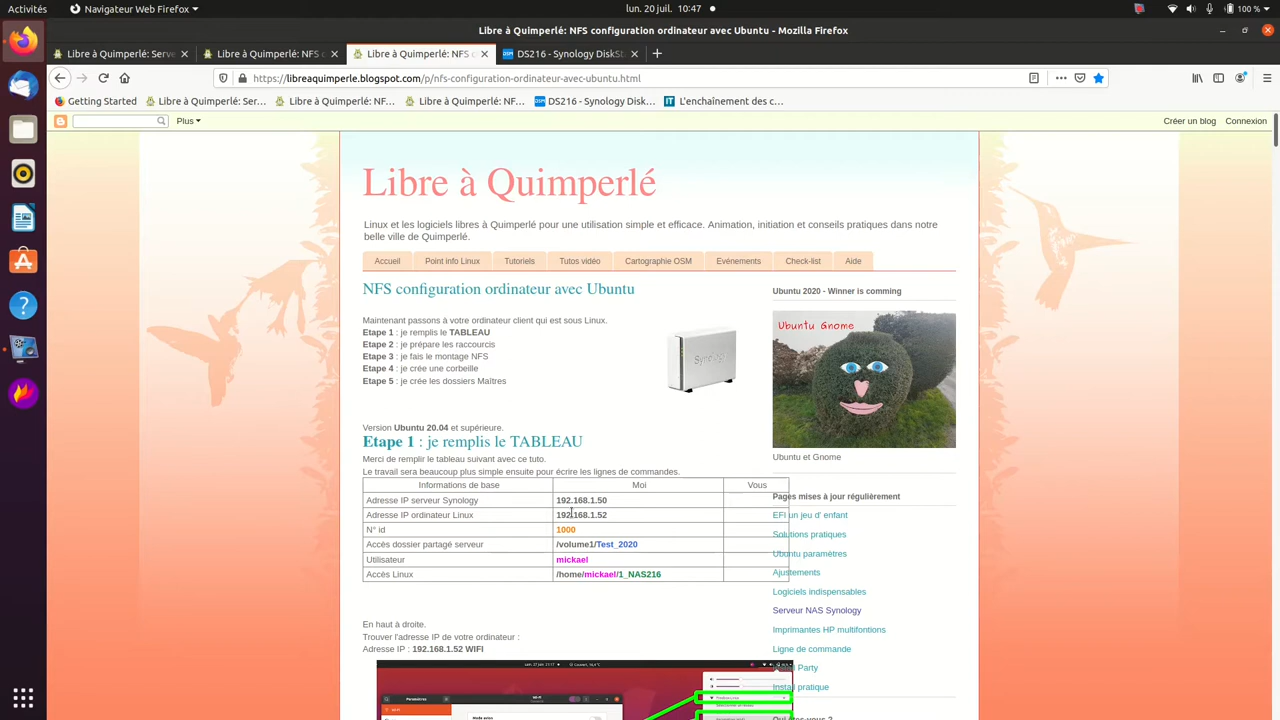 Activités
Navigateur Web Firefox
lun. 20 juil. 10:47
Couvert, 18,4°C
100 %
Libre à Quimperlé: NFS configuration ordinateur avec Ubuntu - Mozilla Firefox
Libre à Quimperlé: Serve
Libre à Quimperlé: NFS c
Libre à Quimperlé: NFS c
DS216 - Synology DiskSta
https://libreaquimperle.blogspot.com/p/nfs-configuration-ordinateur-avec-ubuntu.html
Getting Started
Libre à Quimperlé: Ser…
Libre à Quimperlé: NF…
Libre à Quimperlé: NF…
DS216 - Synology Disk…
L'enchaînement des c…
Plus
Créer un blog
Connexion
Libre à Quimperlé
Linux et les logiciels libres à Quimperlé pour une utilisation simple et efficace. Animation, initiation et conseils pratiques dans notre
belle ville de Quimperlé.
Accueil
Point info Linux
Tutoriels
Tutos vidéo
Cartographie OSM
Evénements
Check-list
Aide
NFS configuration ordinateur avec Ubuntu
Maintenant passons à votre ordinateur client qui est sous Linux.
Etape 1 : je remplis le TABLEAU
Etape 2 : je prépare les raccourcis
Etape 3 : je fais le montage NFS
Etape 4 : je crée une corbeille
Etape 5 : je crée les dossiers Maîtres
Synology
Version Ubuntu 20.04 et supérieure.
Etape 1 : je remplis le TABLEAU
Merci de remplir le tableau suivant avec ce tuto.
Le travail sera beaucoup plus simple ensuite pour écrire les lignes de commandes.
Informations de base
Moi
Vous
Adresse IP serveur Synology
192.168.1.50
Adresse IP ordinateur Linux
192.168.1.52
N° id
1000
Accès dossier partagé serveur
/volume1/Test_2020
Utilisateur
mickael
Accès Linux
/home/mickael/1_NAS216
En haut à droite.
Trouver l'adresse IP de votre ordinateur :
Adresse IP : 192.168.1.52 WIFI
Paramètres
Wi-Fi
Mode avion
Ubuntu 2020 - Winner is comming
Ubuntu Gnome
Ubuntu et Gnome
Pages mises à jour régulièrement
EFI un jeu d' enfant
Solutions pratiques
Ubuntu paramètres
Ajustements
Logiciels indispensables
Serveur NAS Synology
Imprimantes HP multifontions
Ligne de commande
Party
Install pratique